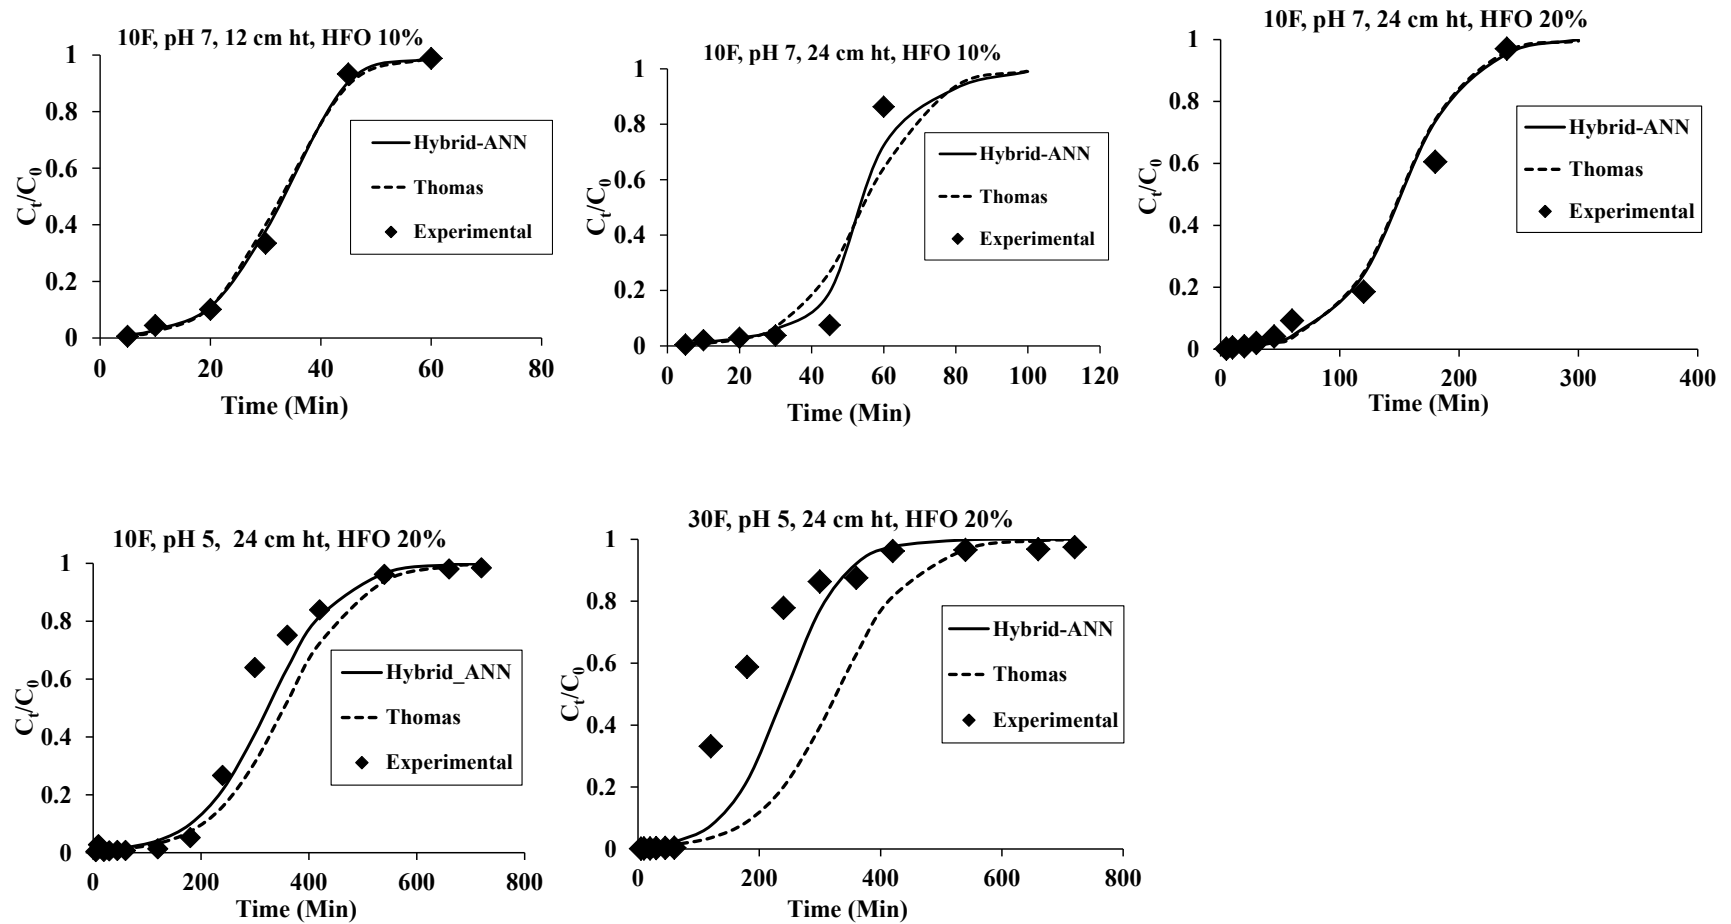 10F, pH 7, 12 cm ht, HFO 10%
1
0.8
0.6
0.4
0.2
0
0 20 40 60 80
Cₜ/C₀
Time (Min)
Hybrid-ANN
Thomas
Experimental
10F, pH 7, 24 cm ht, HFO 10%
1
0.8
0.6
0.4
0.2
0
0 20 40 60 80 100 120
Cₜ/C₀
Time (Min)
Hybrid-ANN
Thomas
Experimental
10F, pH 7, 24 cm ht, HFO 20%
1
0.8
0.6
0.4
0.2
0
0 100 200 300 400
Cₜ/C₀
Time (Min)
Hybrid-ANN
Thomas
Experimental
10F, pH 5, 24 cm ht, HFO 20%
1
0.8
0.6
0.4
0.2
0
0 200 400 600 800
Cₜ/C₀
Time (Min)
Hybrid_ANN
Thomas
Experimental
30F, pH 5, 24 cm ht, HFO 20%
1
0.8
0.6
0.4
0.2
0
0 200 400 600 800
Cₜ/C₀
Time (Min)
Hybrid-ANN
Thomas
Experimental